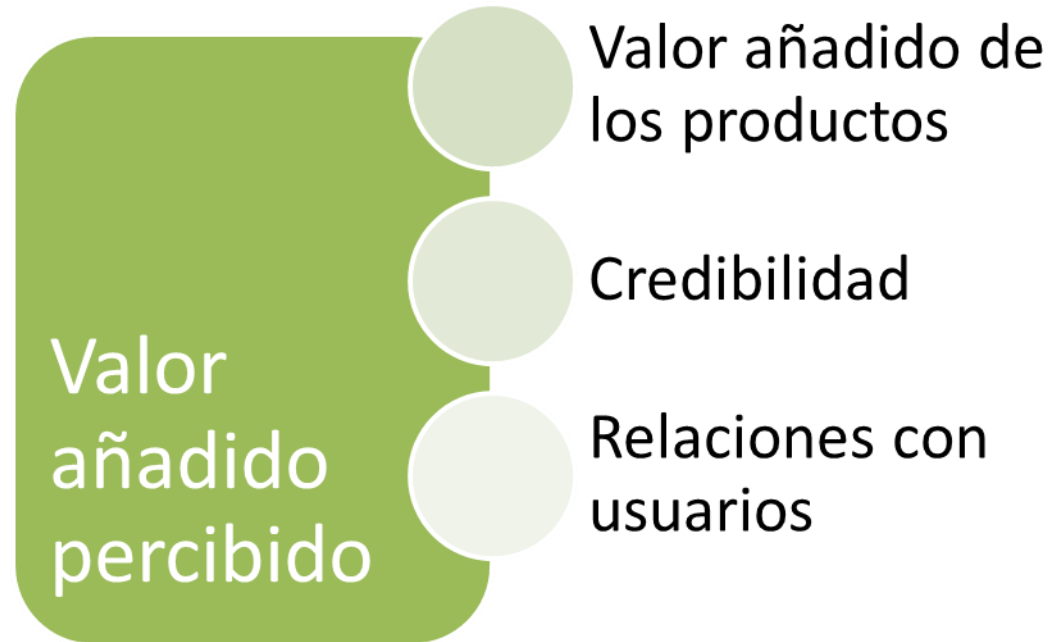 Valor añadido de
los productos
Credibilidad
Relaciones con
usuarios
Valor
añadido
percibido